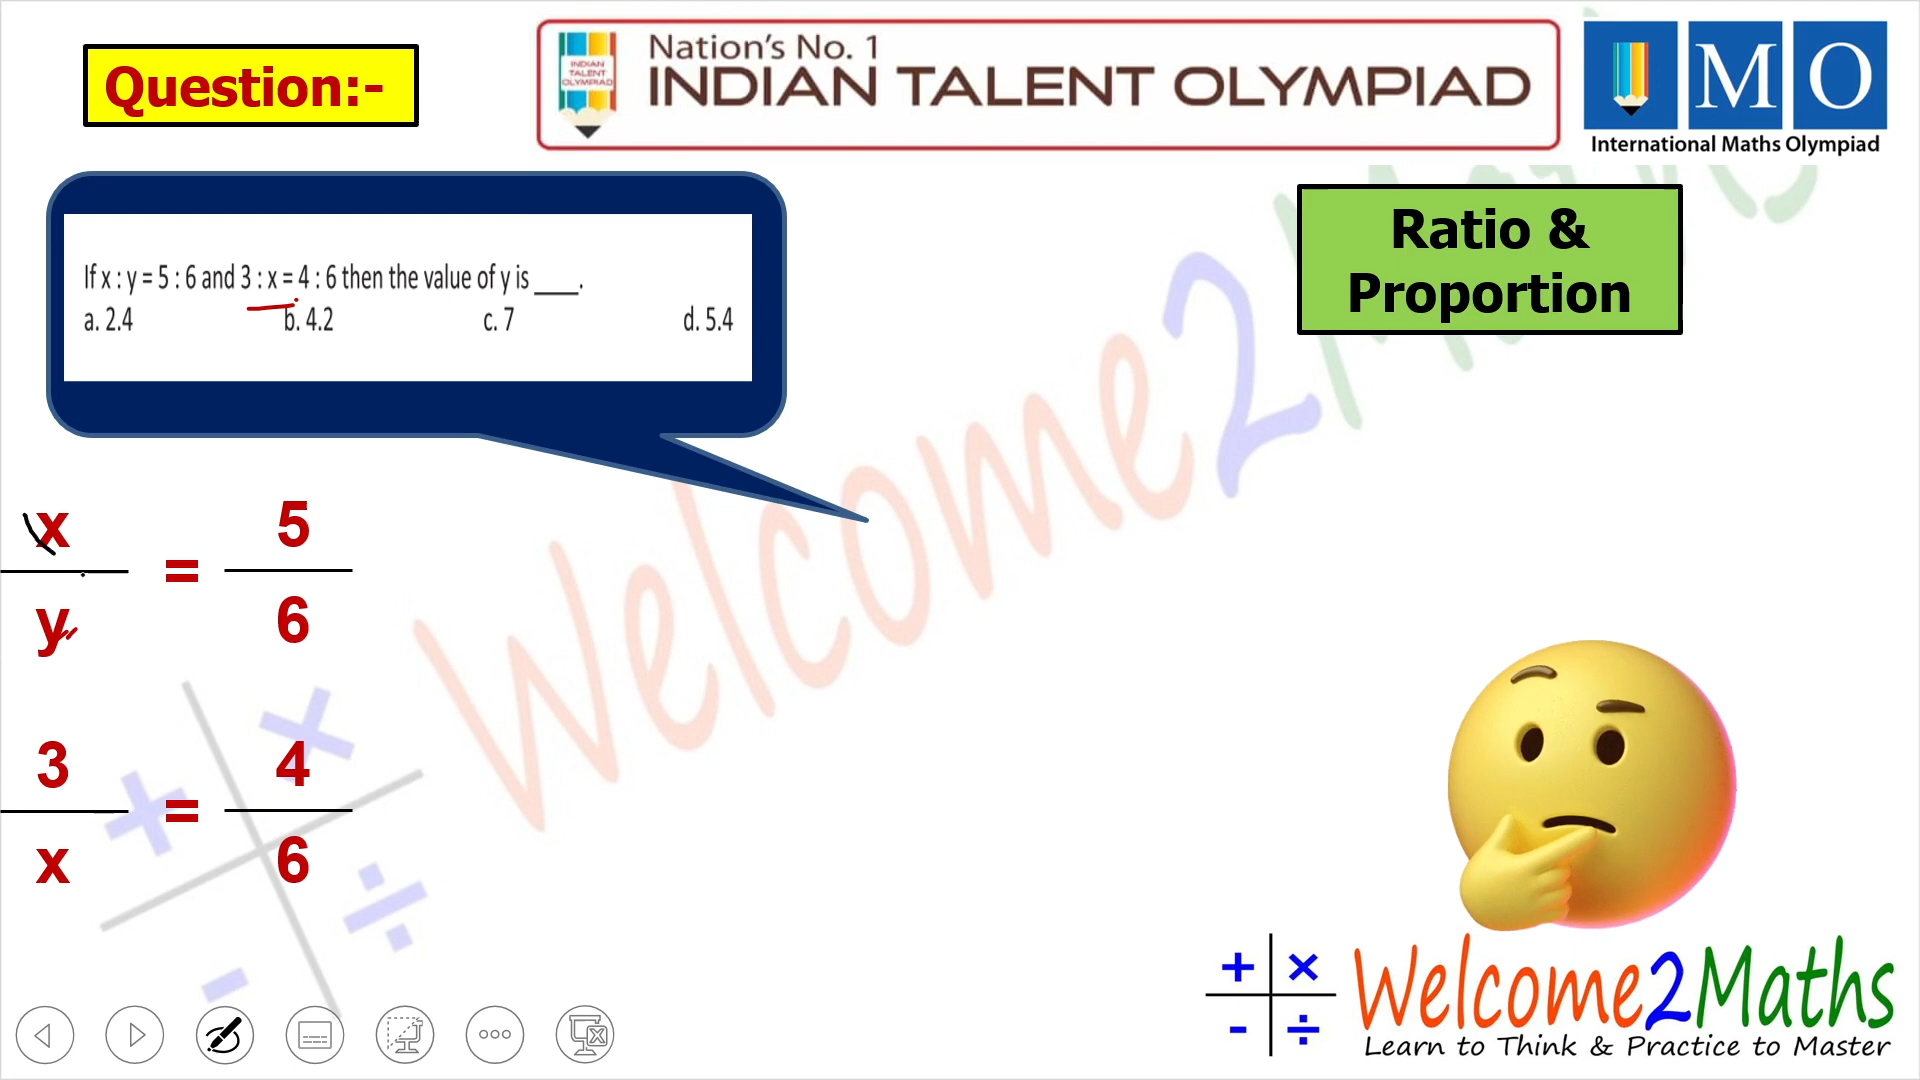 Question:-
INDIAN
TALENT
OLYMPIAD
Nation's No. 1
INDIAN TALENT OLYMPIAD
M O
International Maths Olympiad
If x : y = 5 : 6 and 3 : x = 4 : 6 then the value of y is ____.
a. 2.4 b. 4.2 c. 7 d. 5.4
Ratio &
Proportion
x
y
=
5
6
3
x
=
4
6
Welcome2Maths
+ ×
- ÷
+ ×
- ÷
Welcome2Maths
Learn to Think & Practice to Master